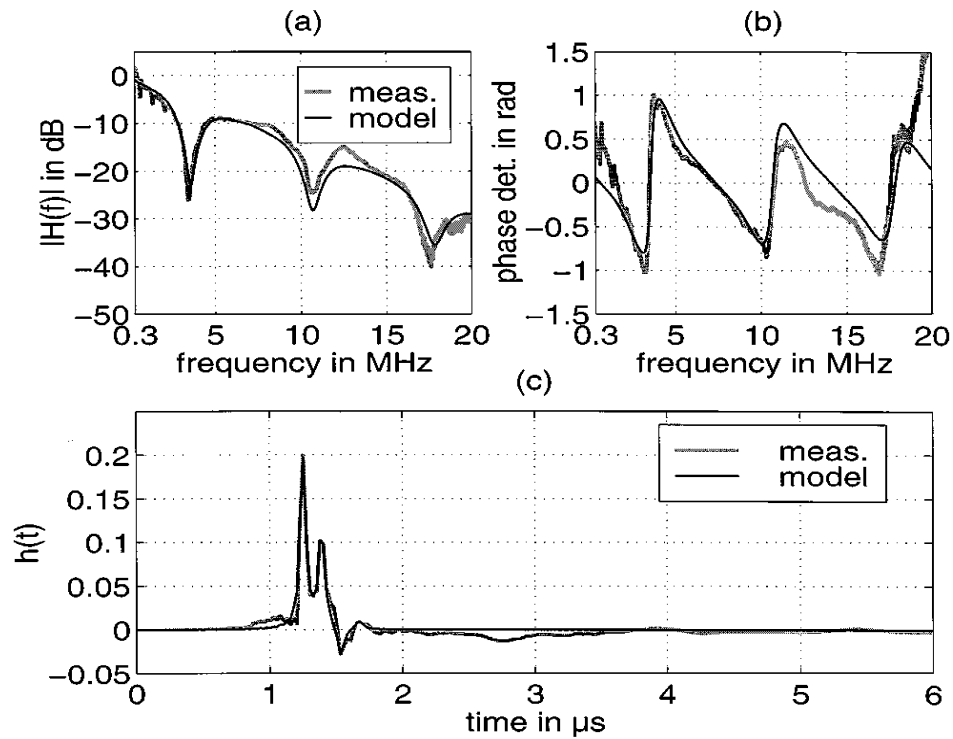 (a)
0
−10
−20
−30
−40
−50
|H(f)| in dB
meas.
model
0.3 5 10 15 20
frequency in MHz
(b)
1.5
1
0.5
0
−0.5
−1
−1.5
phase det. in rad
0.3 5 10 15 20
frequency in MHz
(c)
0.2
0.15
0.1
0.05
0
−0.05
h(t)
meas.
model
0 1 2 3 4 5 6
time in μs